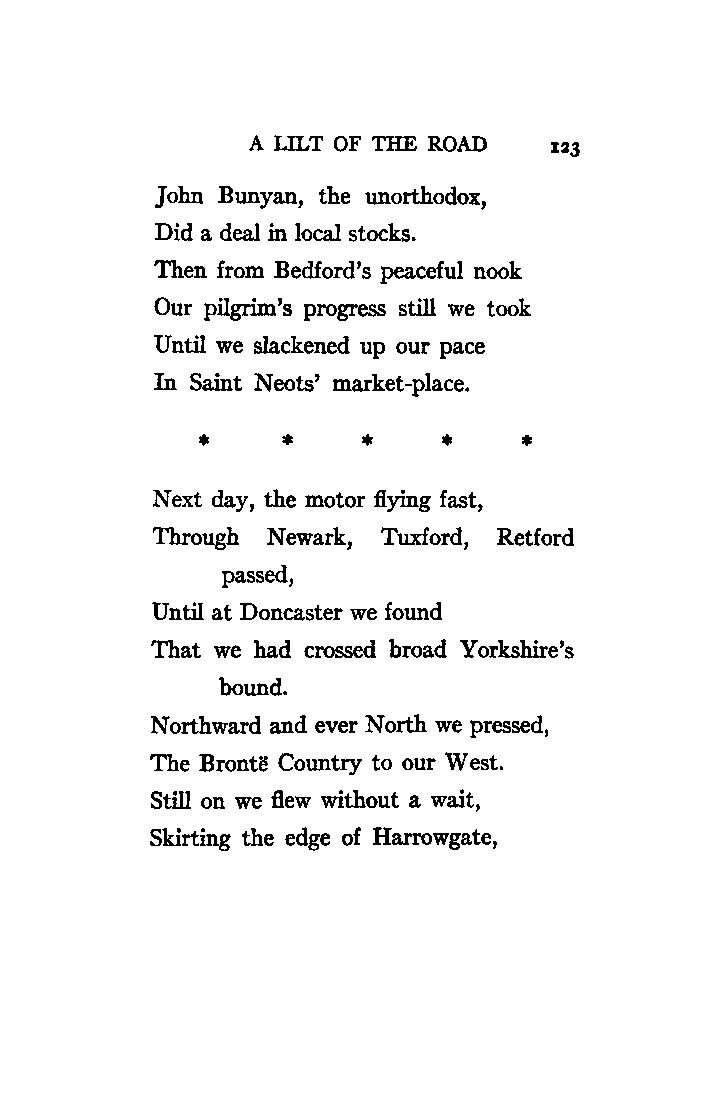 A LILT OF THE ROAD 123
John Bunyan, the unorthodox,
Did a deal in local stocks.
Then from Bedford's peaceful nook
Our pilgrim's progress still we took
Until we slackened up our pace
In Saint Neots' market-place.
* * * * *
Next day, the motor flying fast,
Through Newark, Tuxford, Retford
passed,
Until at Doncaster we found
That we had crossed broad Yorkshire's
bound.
Northward and ever North we pressed,
The Brontë Country to our West.
Still on we flew without a wait,
Skirting the edge of Harrowgate,